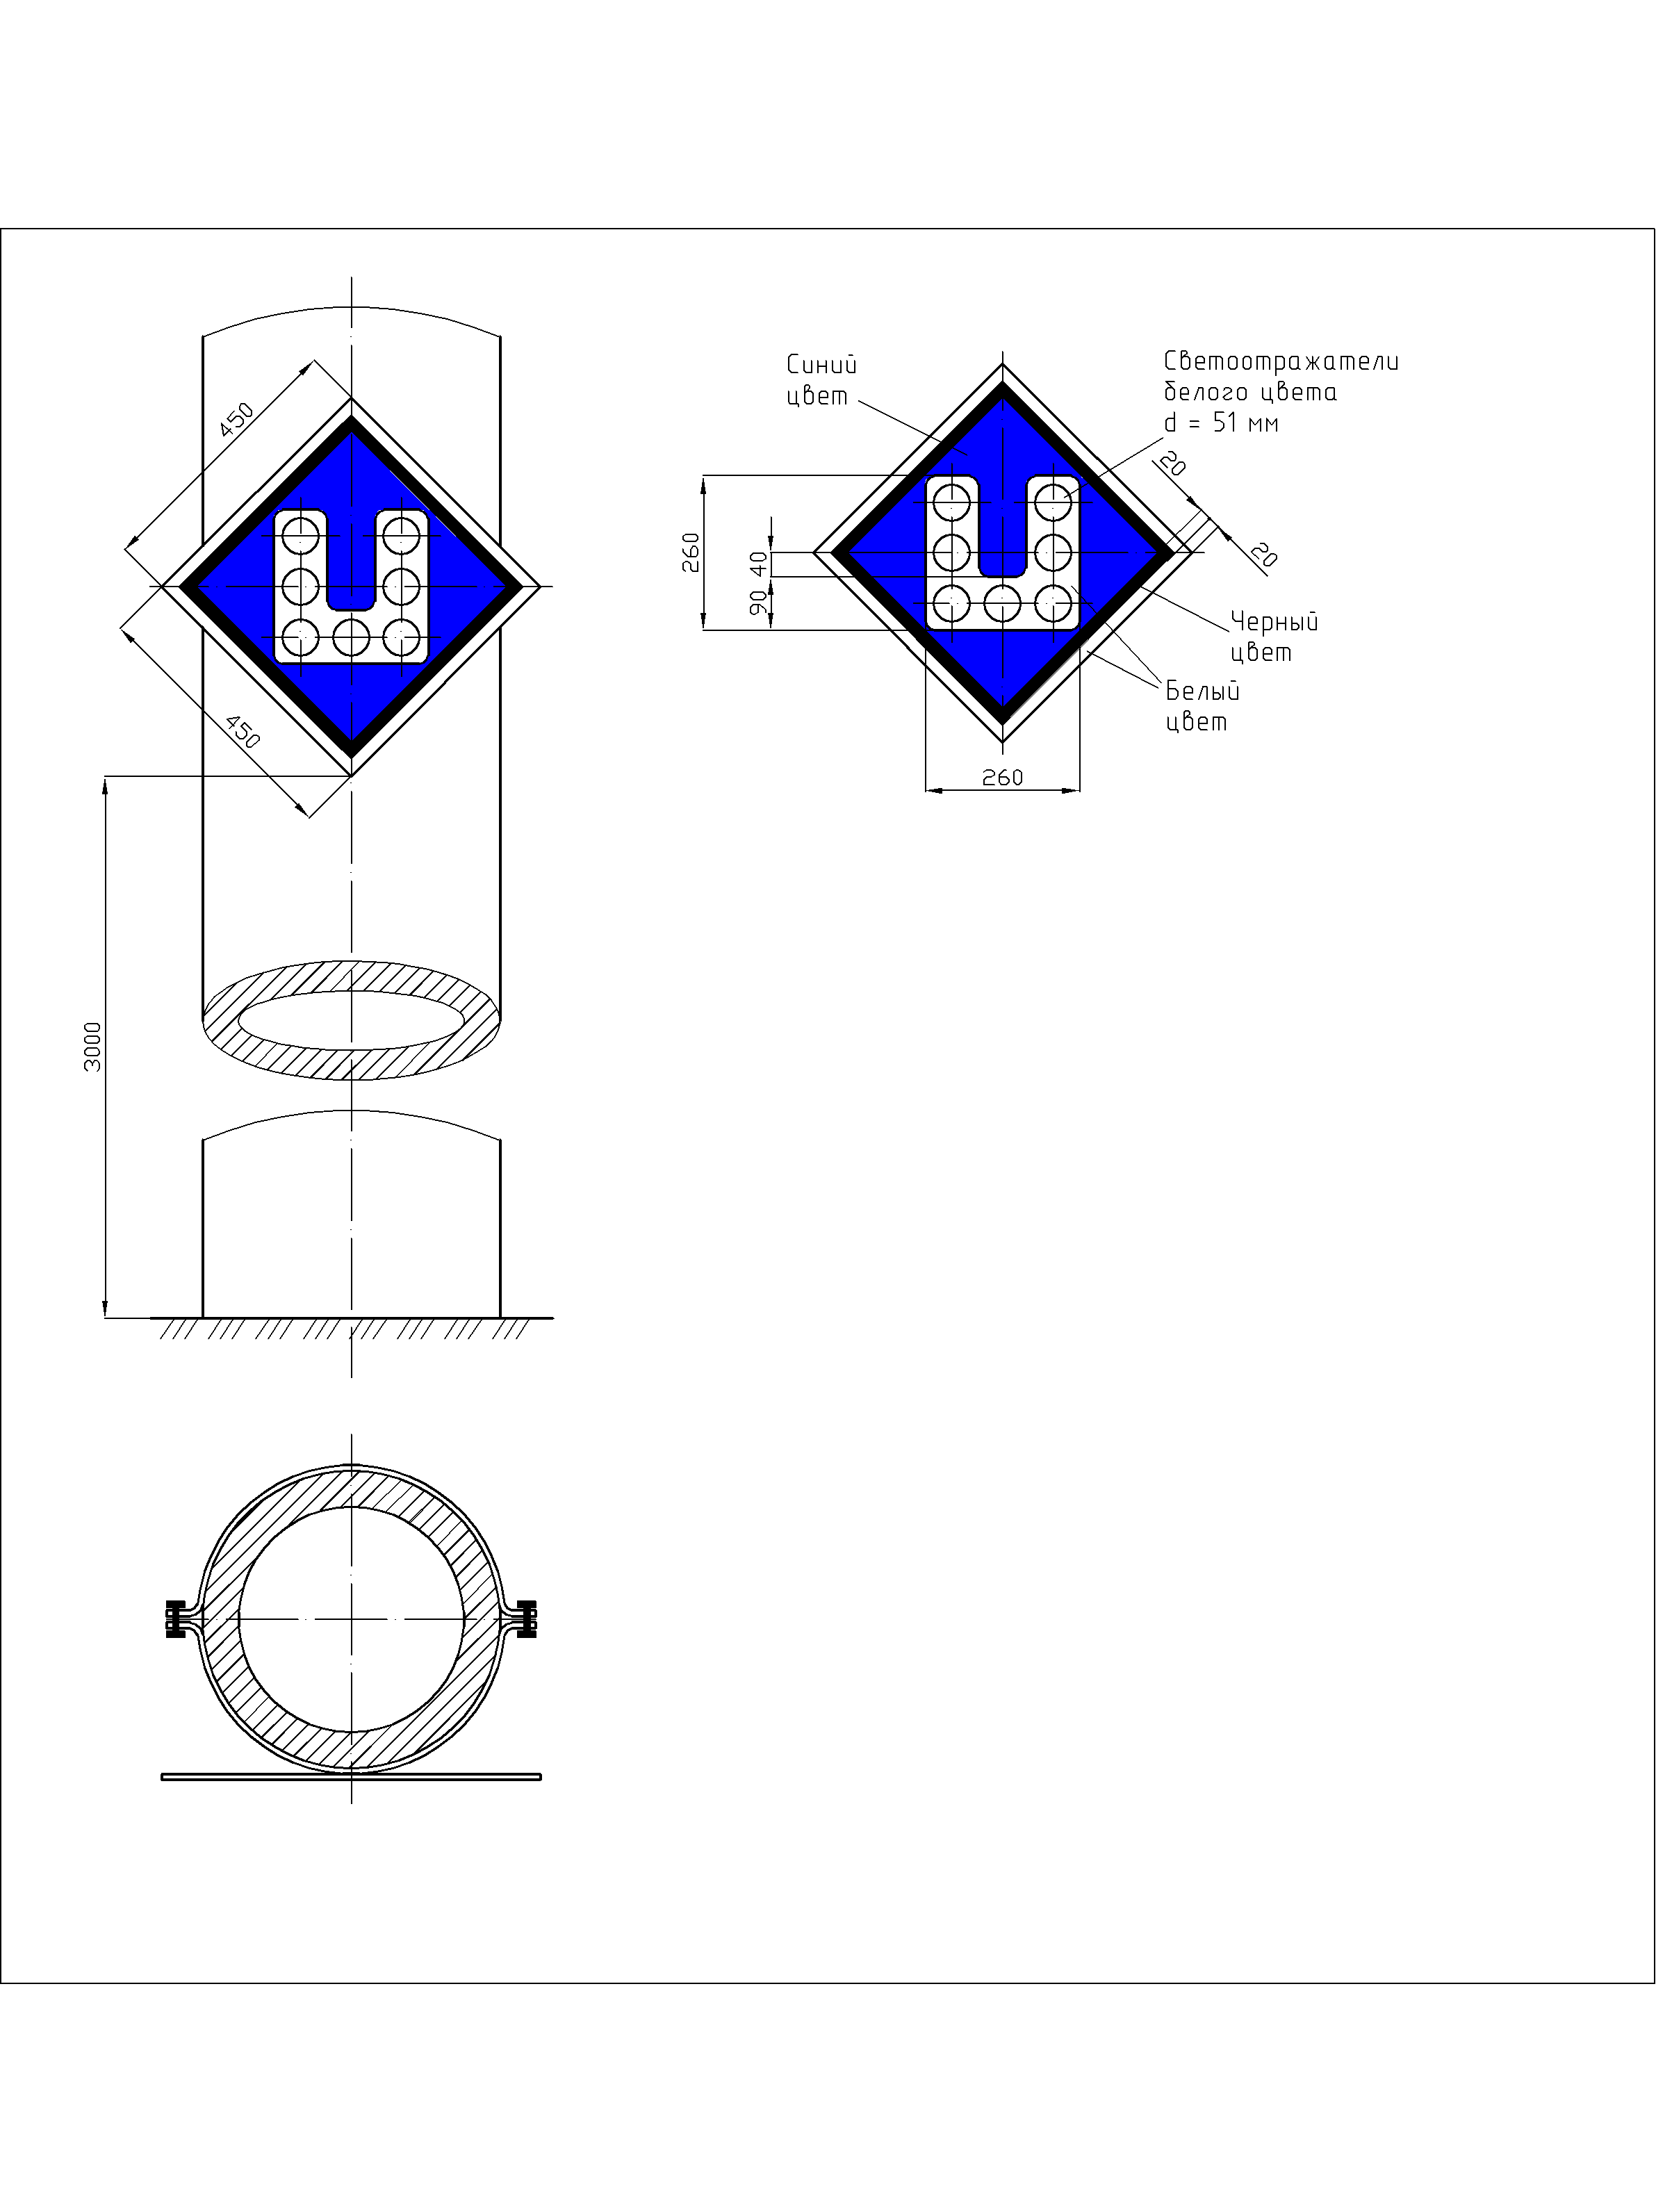 450
450
3000
Синий
цвет
Светоотражатели
белого цвета
d = 51 мм
20
20
260
40
90
Черный
цвет
Белый
цвет
260